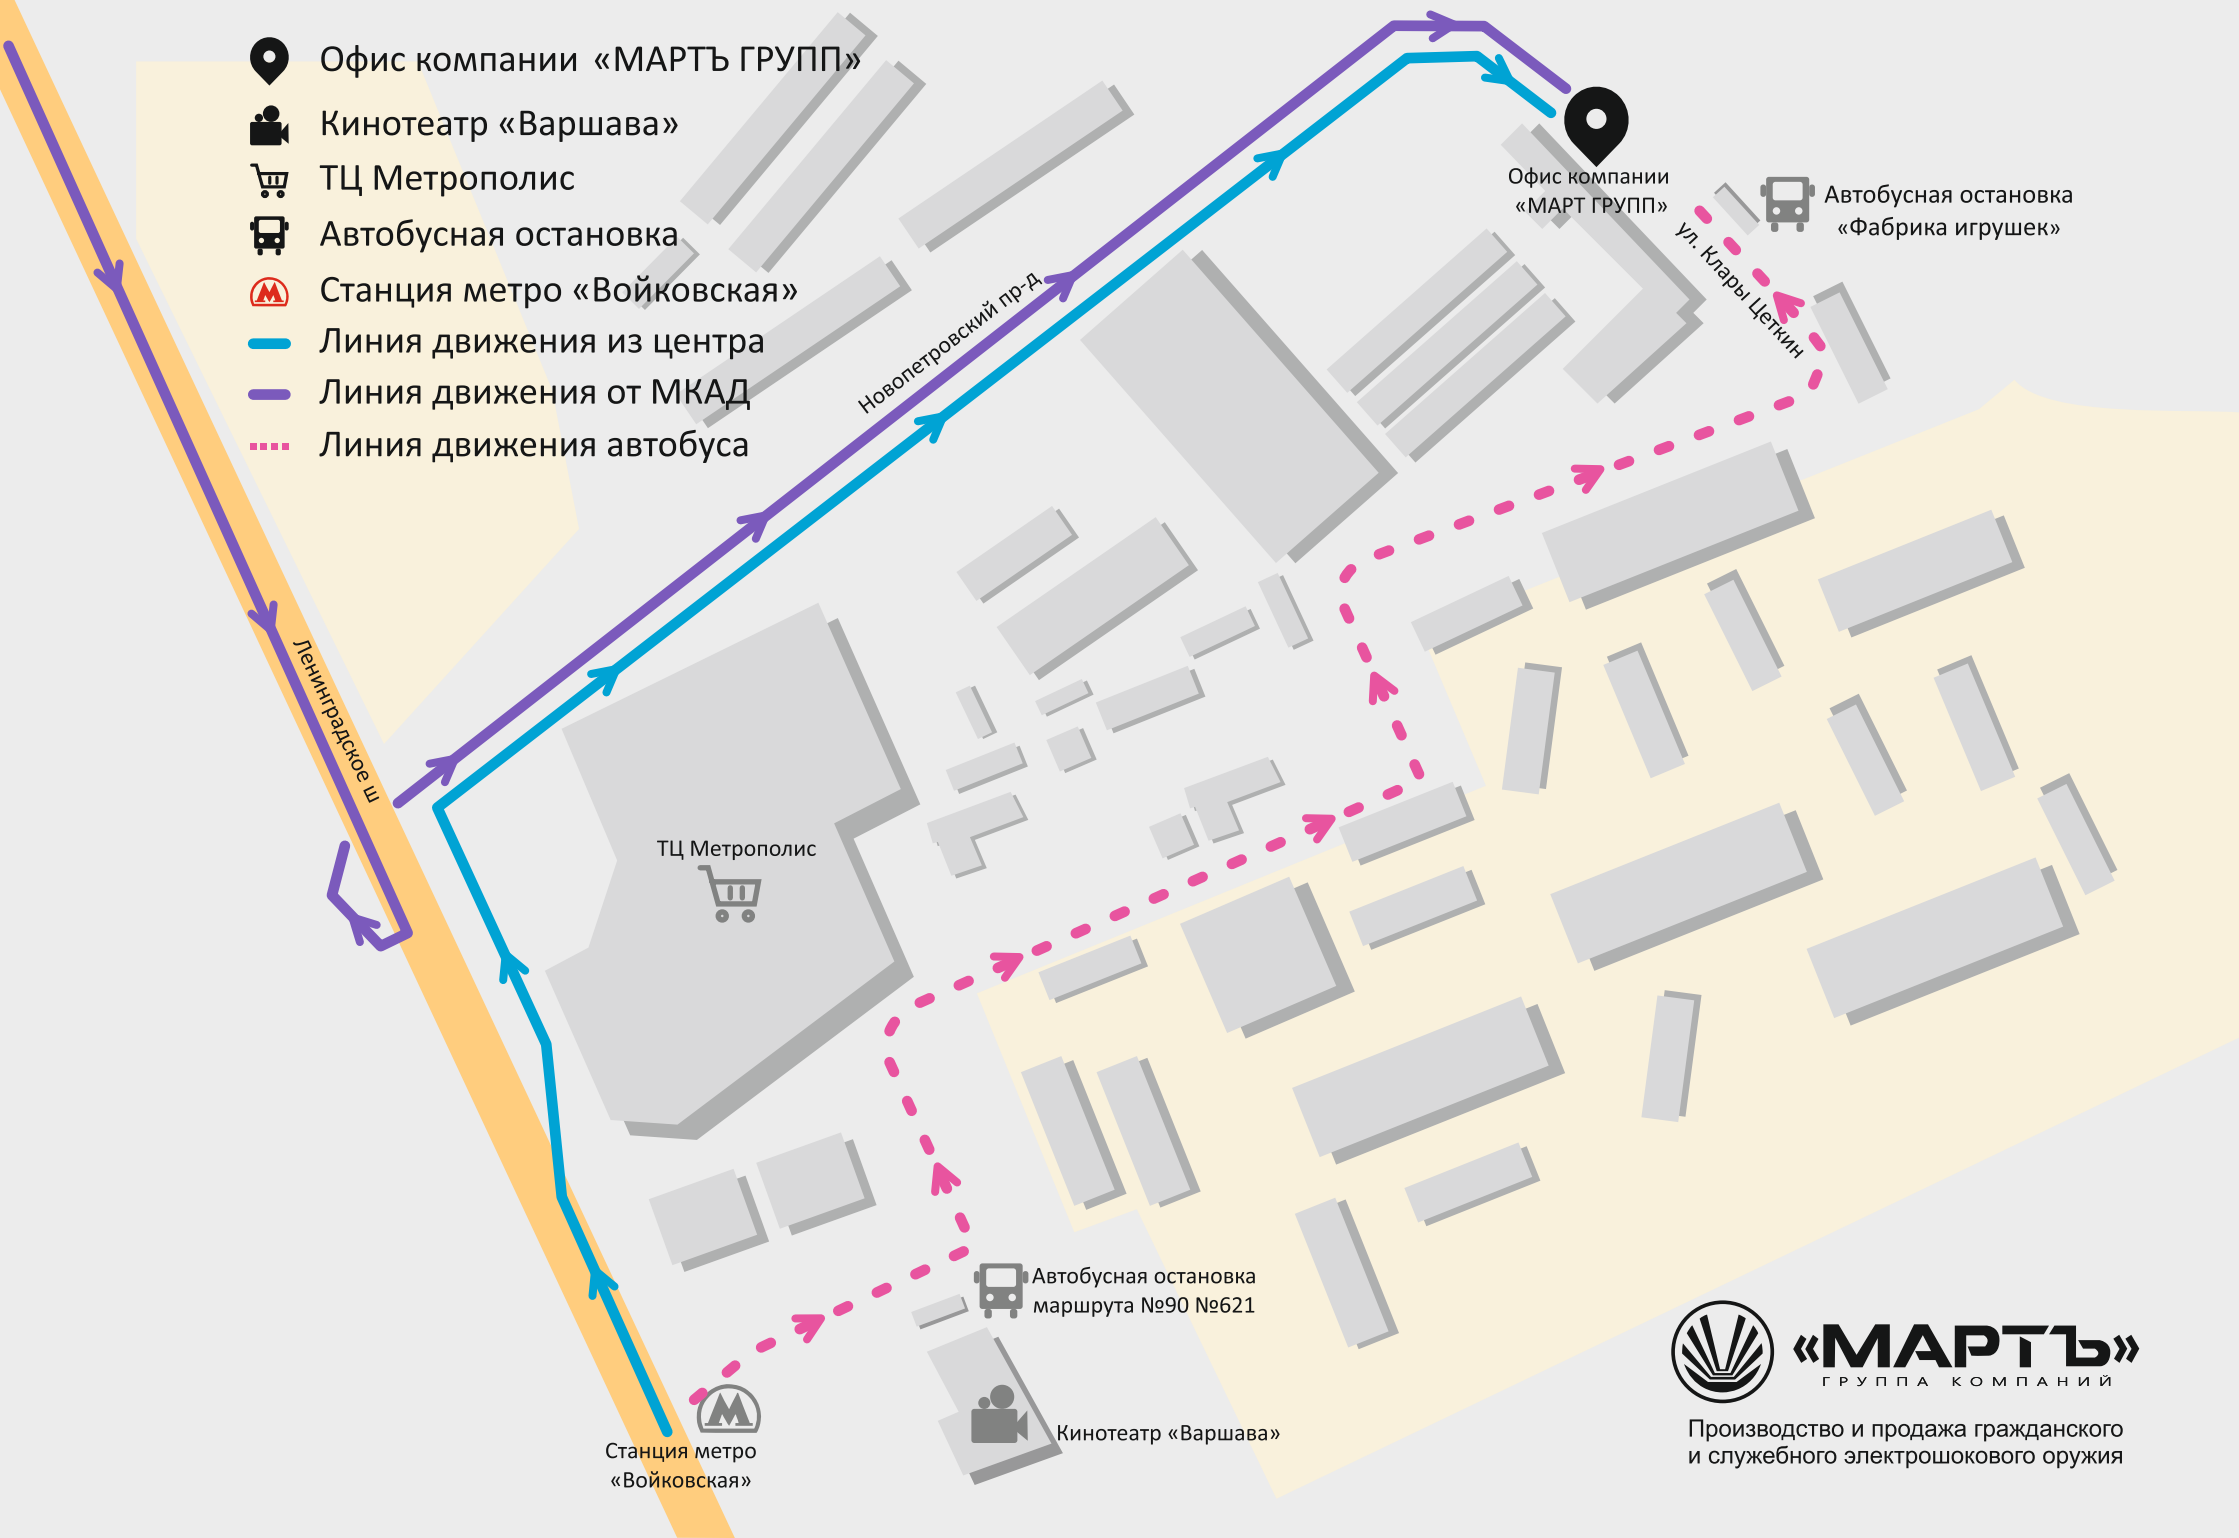 Офис компании «МАРТЪ ГРУПП»
Кинотеатр «Варшава»
ТЦ Метрополис
Автобусная остановка
Станция метро «Войковская»
Линия движения из центра
Линия движения от МКАД
Линия движения автобуса
Офис компании
«МАРТ ГРУПП»
Автобусная остановка
«Фабрика игрушек»
ул. Клары Цеткин
Новопетровский пр-д
Ленинградское ш
ТЦ Метрополис
Автобусная остановка
маршрута №90 №621
Кинотеатр «Варшава»
Станция метро
«Войковская»
«МАРТЪ»
ГРУППА КОМПАНИЙ
Производство и продажа гражданского
и служебного электрошокового оружия